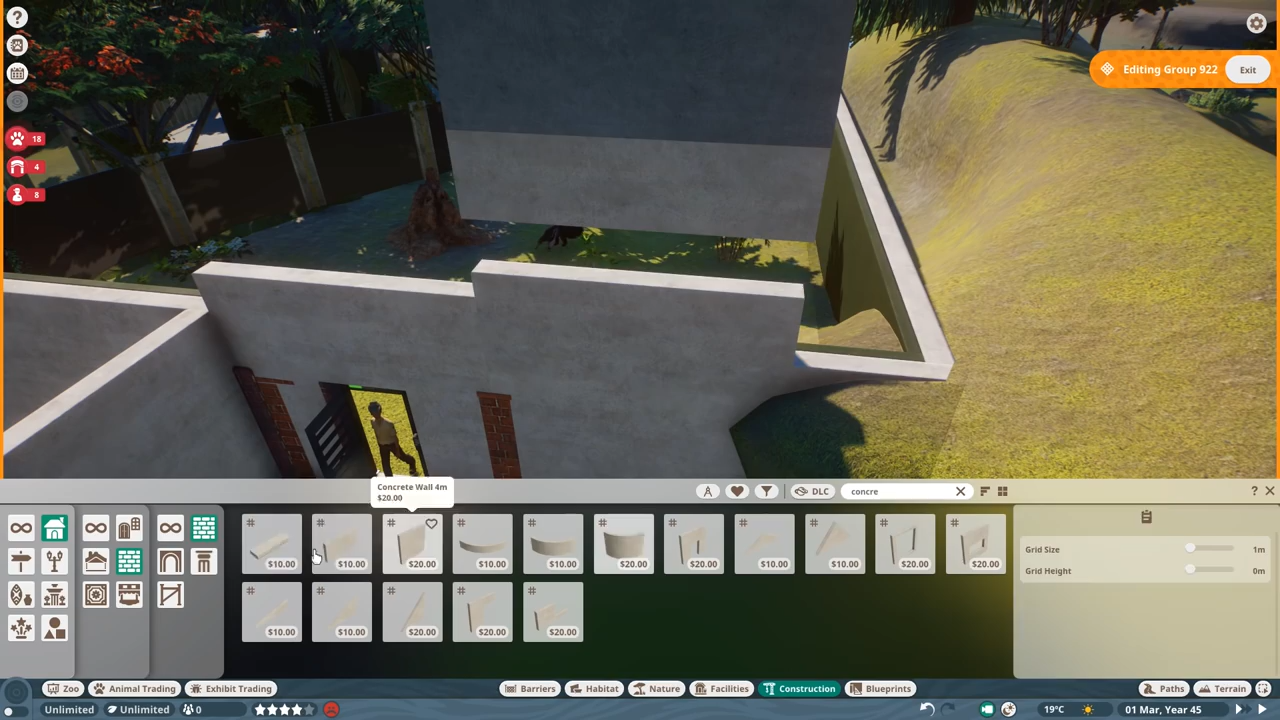 ?
Editing Group 922
Exit
18
4
8
Concrete Wall 4m
$20.00
DLC
concre
?
#
$10.00
#
$10.00
#
$20.00
#
$10.00
#
$10.00
#
$20.00
#
$20.00
#
$10.00
#
$10.00
#
$20.00
#
$20.00
#
$10.00
#
$10.00
#
$20.00
#
$20.00
#
$20.00
Grid Size
1m
Grid Height
0m
Zoo
Animal Trading
Exhibit Trading
Barriers
Habitat
Nature
Facilities
Construction
Blueprints
Paths
Terrain
Unlimited
Unlimited
0
19°C
01 Mar, Year 45